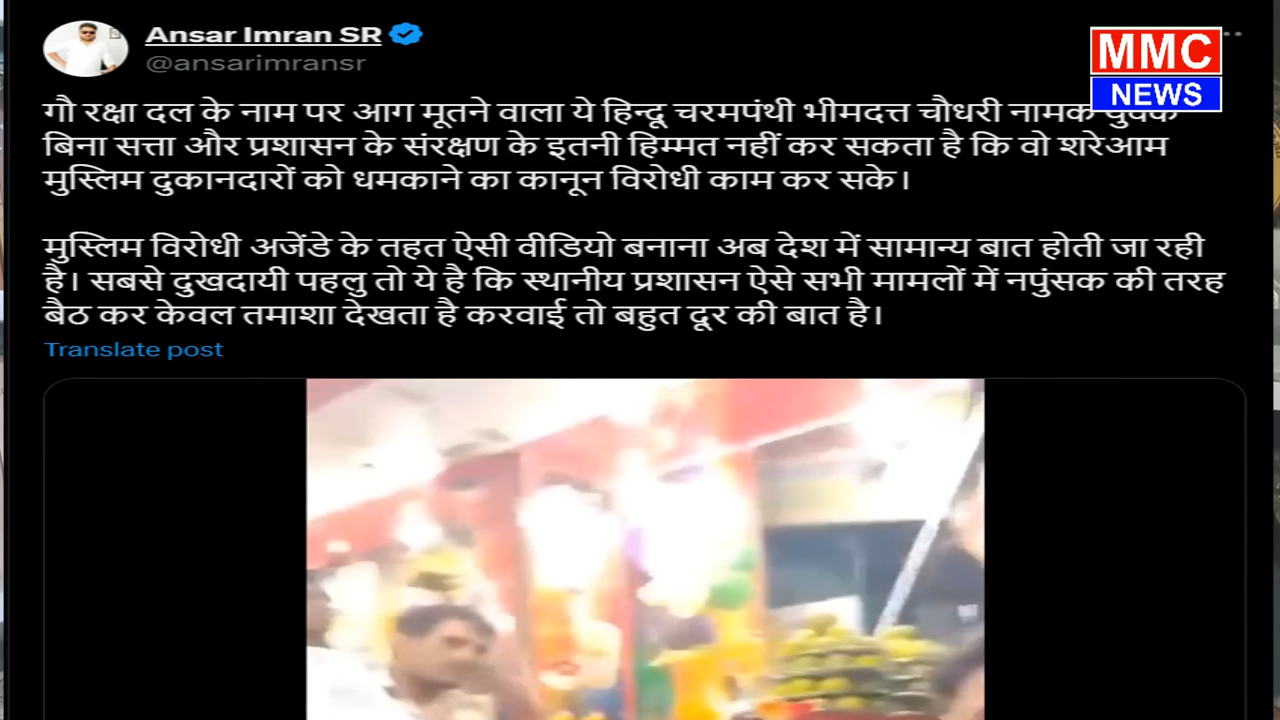 Ansar Imran SR
@ansarimransr
MMC
NEWS
गौ रक्षा दल के नाम पर आग मूतने वाला ये हिन्दू चरमपंथी भीमदत्त चौधरी नामक
बिना सत्ता और प्रशासन के संरक्षण के इतनी हिम्मत नहीं कर सकता है कि वो शरेआम
मुस्लिम दुकानदारों को धमकाने का कानून विरोधी काम कर सके।
मुस्लिम विरोधी अजेंडे के तहत ऐसी वीडियो बनाना अब देश में सामान्य बात होती जा रही
है। सबसे दुखदायी पहलु तो ये है कि स्थानीय प्रशासन ऐसे सभी मामलों में नपुंसक की तरह
बैठ कर केवल तमाशा देखता है करवाई तो बहुत दूर की बात है।
Translate post